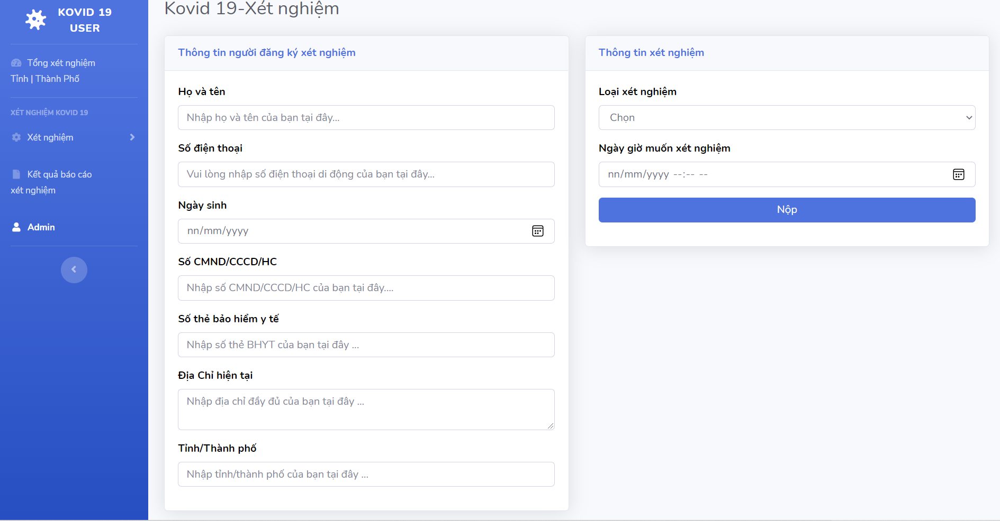 KOVID 19
USER
Tổng xét nghiệm
Tỉnh | Thành Phố
XÉT NGHIỆM KOVID 19
Xét nghiệm
Kết quả báo cáo
xét nghiệm
Admin
Kovid 19-Xét nghiệm
Thông tin người đăng ký xét nghiệm
Họ và tên
Nhập họ và tên của bạn tại đây...
Số điện thoại
Vui lòng nhập số điện thoại di động của bạn tại đây...
Ngày sinh
nn/mm/yyyy
Số CMND/CCCD/HC
Nhập số CMND/CCCD/HC của bạn tại đây....
Số thẻ bảo hiểm y tế
Nhập số thẻ BHYT của bạn tại đây ...
Địa Chỉ hiện tại
Nhập địa chỉ đầy đủ của bạn tại đây ...
Tỉnh/Thành phố
Nhập tỉnh/thành phố của bạn tại đây ...
Thông tin xét nghiệm
Loại xét nghiệm
Chọn
Ngày giờ muốn xét nghiệm
nn/mm/yyyy --:-- --
Nộp